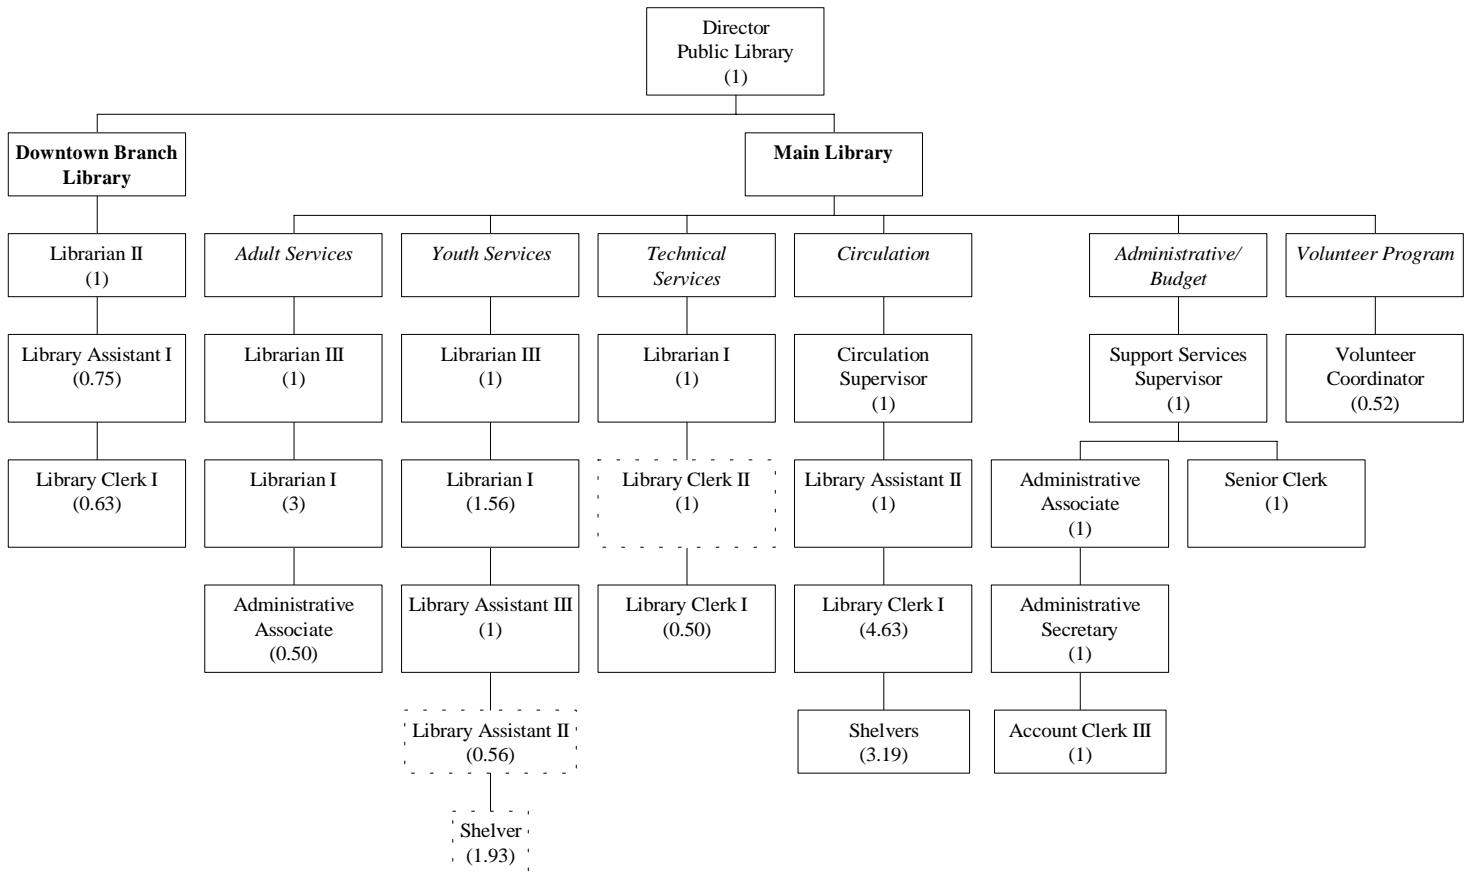 Director
Public Library
(1)
Downtown Branch
Library
Main Library
Librarian II
(1)
Adult Services
Youth Services
Technical
Services
Circulation
Administrative/
Budget
Volunteer Program
Library Assistant I
(0.75)
Librarian III
(1)
Librarian III
(1)
Librarian I
(1)
Circulation
Supervisor
(1)
Support Services
Supervisor
(1)
Volunteer
Coordinator
(0.52)
Library Clerk I
(0.63)
Librarian I
(3)
Librarian I
(1.56)
Library Clerk II
(1)
Library Assistant II
(1)
Administrative
Associate
(1)
Senior Clerk
(1)
Administrative
Associate
(0.50)
Library Assistant III
(1)
Library Clerk I
(0.50)
Library Clerk I
(4.63)
Administrative
Secretary
(1)
Library Assistant II
(0.56)
Shelvers
(3.19)
Account Clerk III
(1)
Shelver
(1.93)